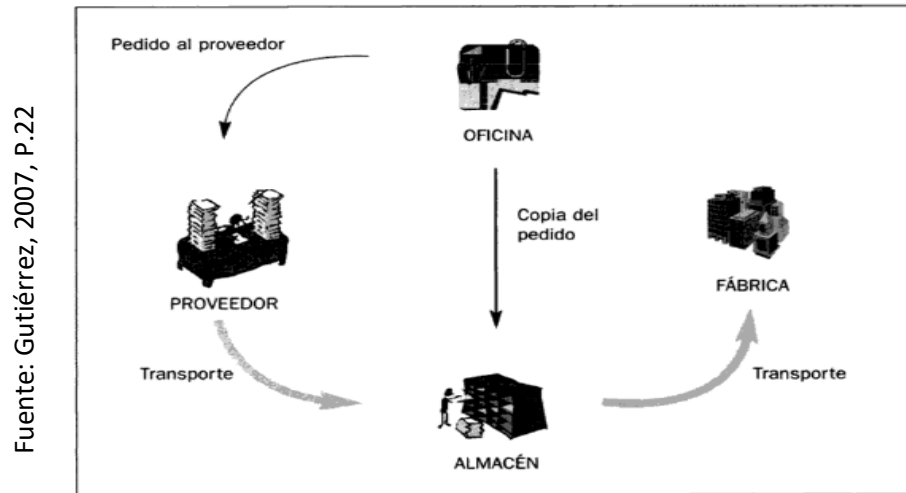 Fuente: Gutiérrez, 2007, P.22
Pedido al proveedor
OFICINA
Copia del
pedido
PROVEEDOR
FÁBRICA
Transporte
Transporte
ALMACÉN